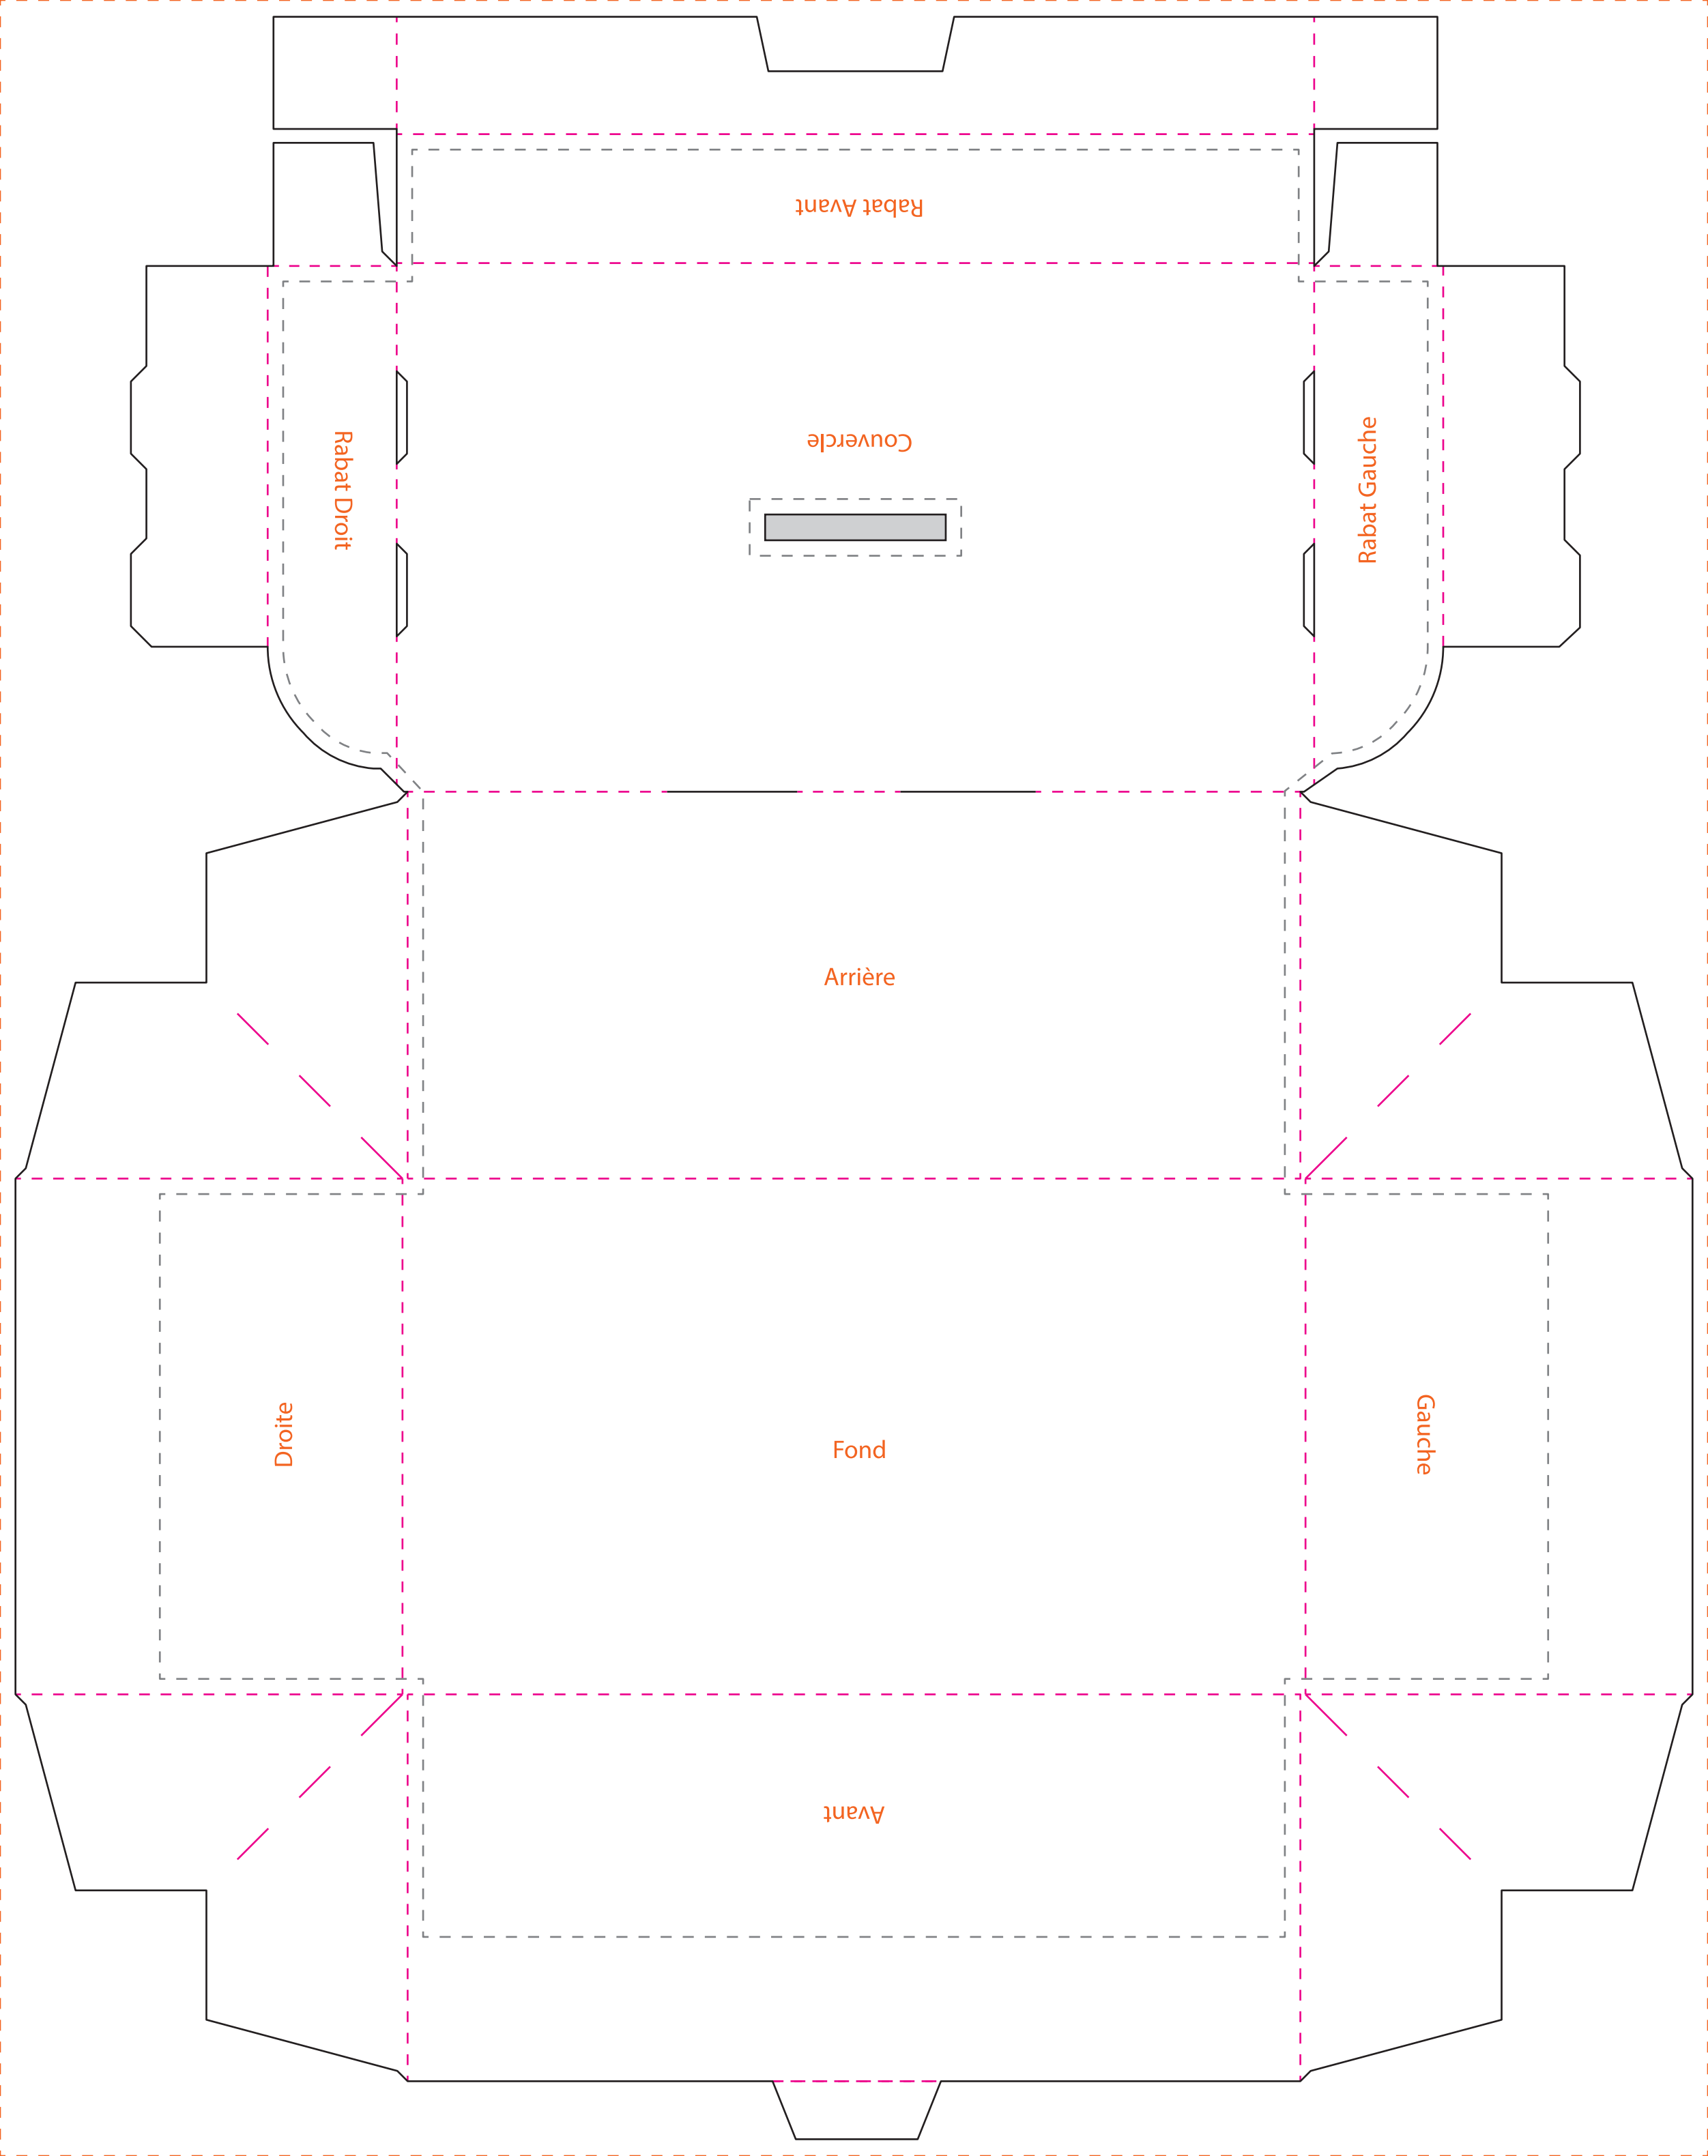 Rabat Avant
Couvercle
Rabat Droit
Rabat Gauche
Arrière
Droite
Fond
Gauche
Avant